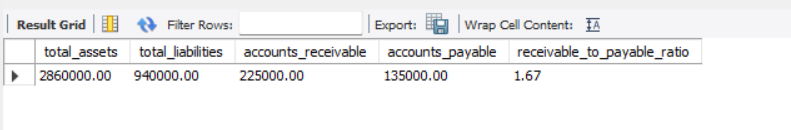 Result Grid Filter Rows: Export: Wrap Cell Content: IA
total_assets total_liabilities accounts_receivable accounts_payable receivable_to_payable_ratio
2860000.00 940000.00 225000.00 135000.00 1.67